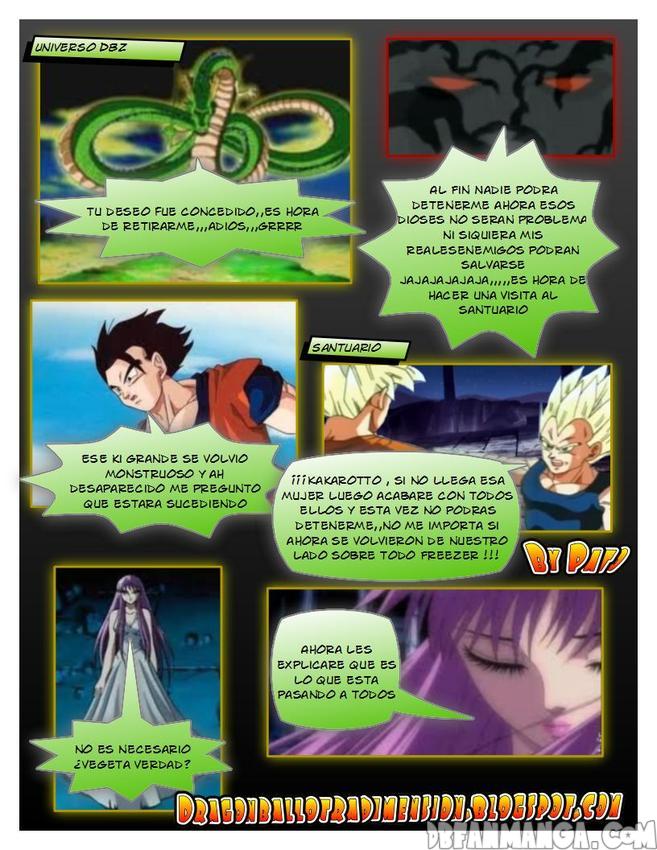 UNIVERSO DBZ
TU DESEO FUE CONCEDIDO,,ES HORA
DE RETIRARME,,,ADIOS,,,GRRRR
AL FIN NADIE PODRA
DETENERME AHORA ESOS
DIOSES NO SERAN PROBLEMA
NI SIQUIERA MIS
REALESENEMIGOS PODRAN
SALVARSE
JAJAJAJAJAJA,,,,,ES HORA DE
HACER UNA VISITA AL
SANTUARIO
ESE KI GRANDE SE VOLVIO
MONSTRUOSO Y AH
DESAPARECIDO ME PREGUNTO
QUE ESTARA SUCEDIENDO
SANTUARIO
¡¡¡KAKAROTTO , SI NO LLEGA ESA
MUJER LUEGO ACABARE CON TODOS
ELLOS Y ESTA VEZ NO PODRAS
DETENERME,,NO ME IMPORTA SI
AHORA SE VOLVIERON DE NUESTRO
LADO SOBRE TODO FREEZER !!!
BY PATJ
NO ES NECESARIO
¿VEGETA VERDAD?
AHORA LES
EXPLICARE QUE ES
LO QUE ESTA
PASANDO A TODOS
DRAGONBALLOTRADIMENSION.BLOGSPOT.COM
DBFANMANGA.COM